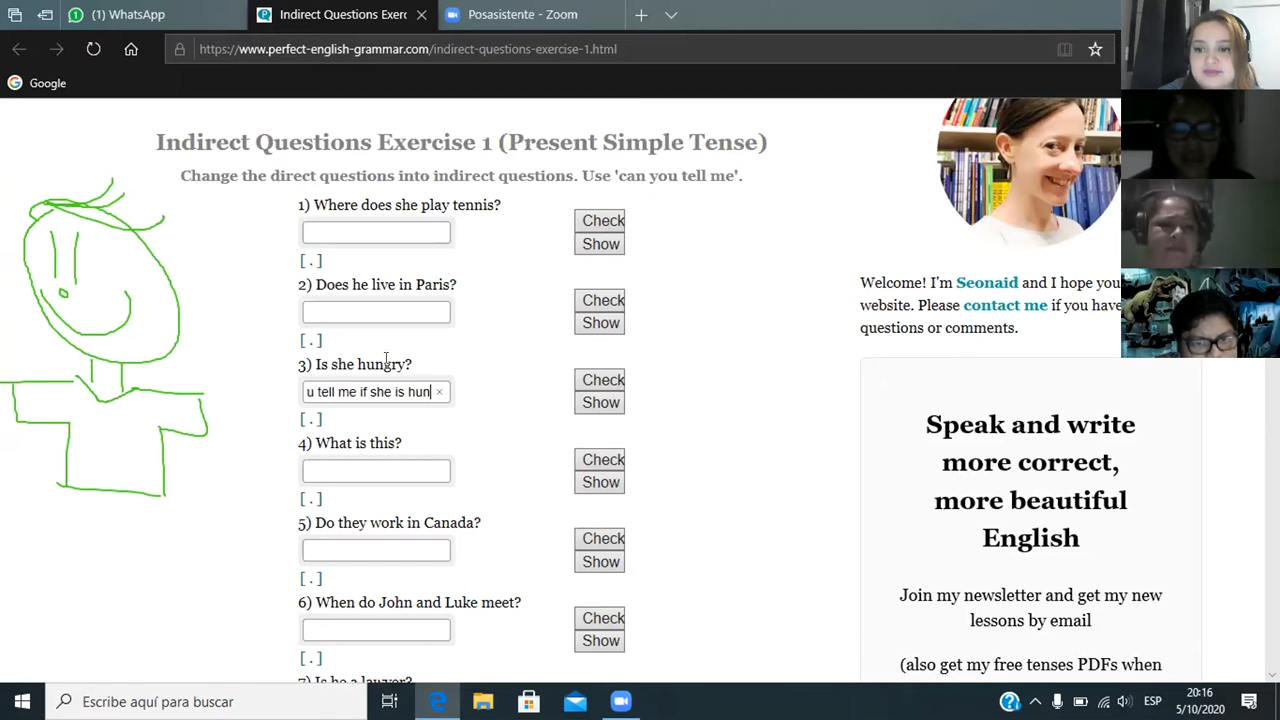 (1) WhatsApp
Indirect Questions Exerc
Posasistente - Zoom
https://www.perfect-english-grammar.com/indirect-questions-exercise-1.html
Google
Indirect Questions Exercise 1 (Present Simple Tense)
Change the direct questions into indirect questions. Use 'can you tell me'.
1) Where does she play tennis?
Check
Show
[ . ]
2) Does he live in Paris?
Check
Show
[ . ]
3) Is she hungry?
u tell me if she is hun ×
Check
Show
[ . ]
4) What is this?
Check
Show
[ . ]
5) Do they work in Canada?
Check
Show
[ . ]
6) When do John and Luke meet?
Check
Show
[ . ]
7) Is he a lawyer?
Welcome! I'm Seonaid and I hope you
website. Please contact me if you have
questions or comments.
Speak and write
more correct,
more beautiful
English
Join my newsletter and get my new
lessons by email
(also get my free tenses PDFs when
Escribe aquí para buscar
ESP
20:16
5/10/2020